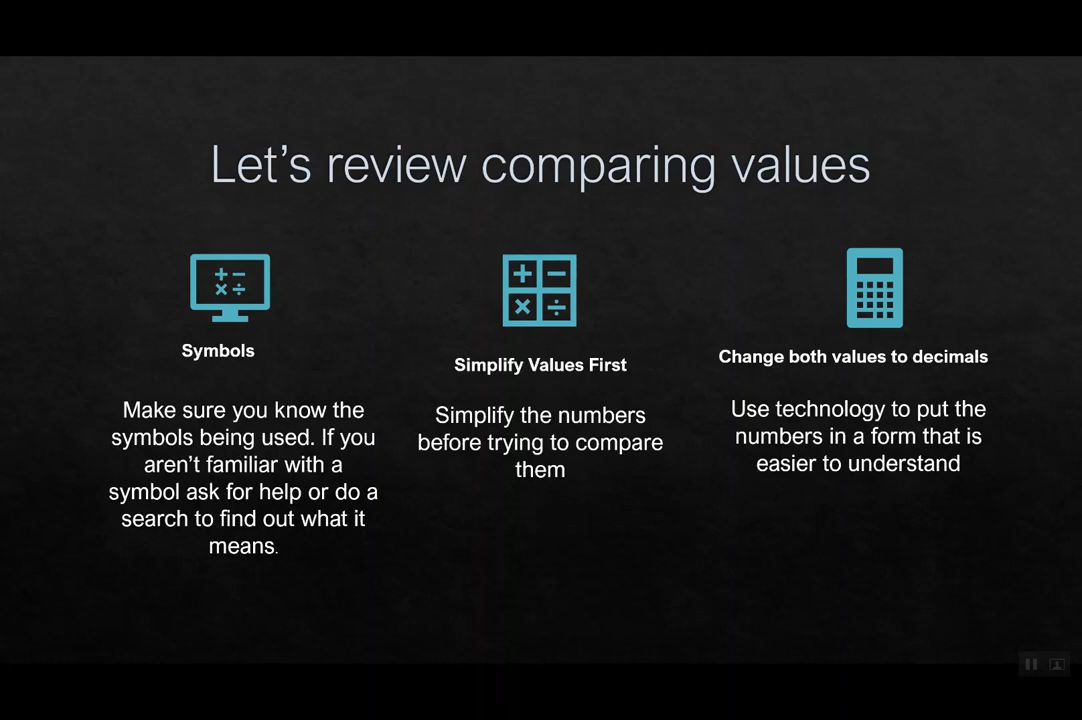 Let's review comparing values
Symbols
Make sure you know the
symbols being used. If you
aren't familiar with a
symbol ask for help or do a
search to find out what it
means.
Simplify Values First
Simplify the numbers
before trying to compare
them
Change both values to decimals
Use technology to put the
numbers in a form that is
easier to understand